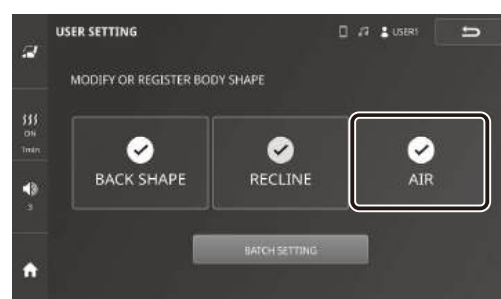 USER SETTING
USER1
MODIFY OR REGISTER BODY SHAPE
ON
1min
3
BACK SHAPE
RECLINE
AIR
BATCH SETTING